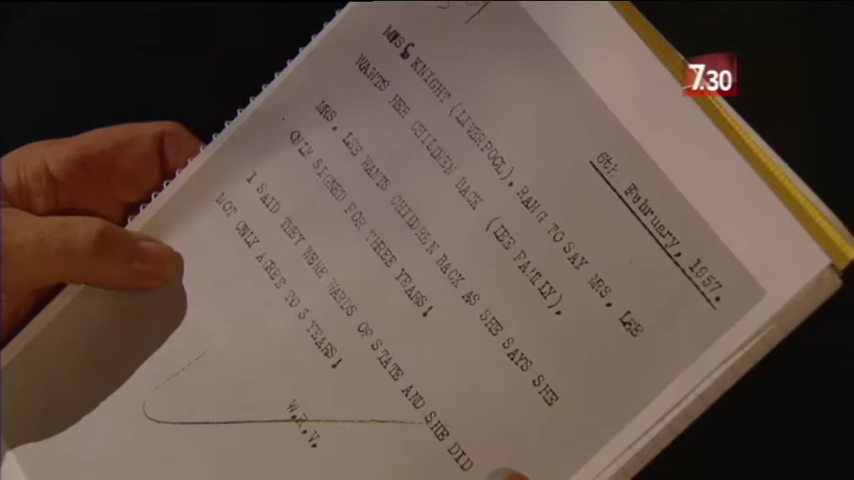 7.30
6th February, 1957.
MRS KNIGHT (LIVERPOOL). RANG TO SAY MRS. LEE
WANTS HER CHILDREN BACK (LEE FAMILY).
MRS. LEE WANTS CHILDREN BACK AS SHE SAYS SHE
ONLY SIGNED FOR THREE YEARS!
I SAID THEY WERE WARDS OF STATE AND SHE DID
NOT ONLY AGREE TO 3 YEARS!
W.R.V.